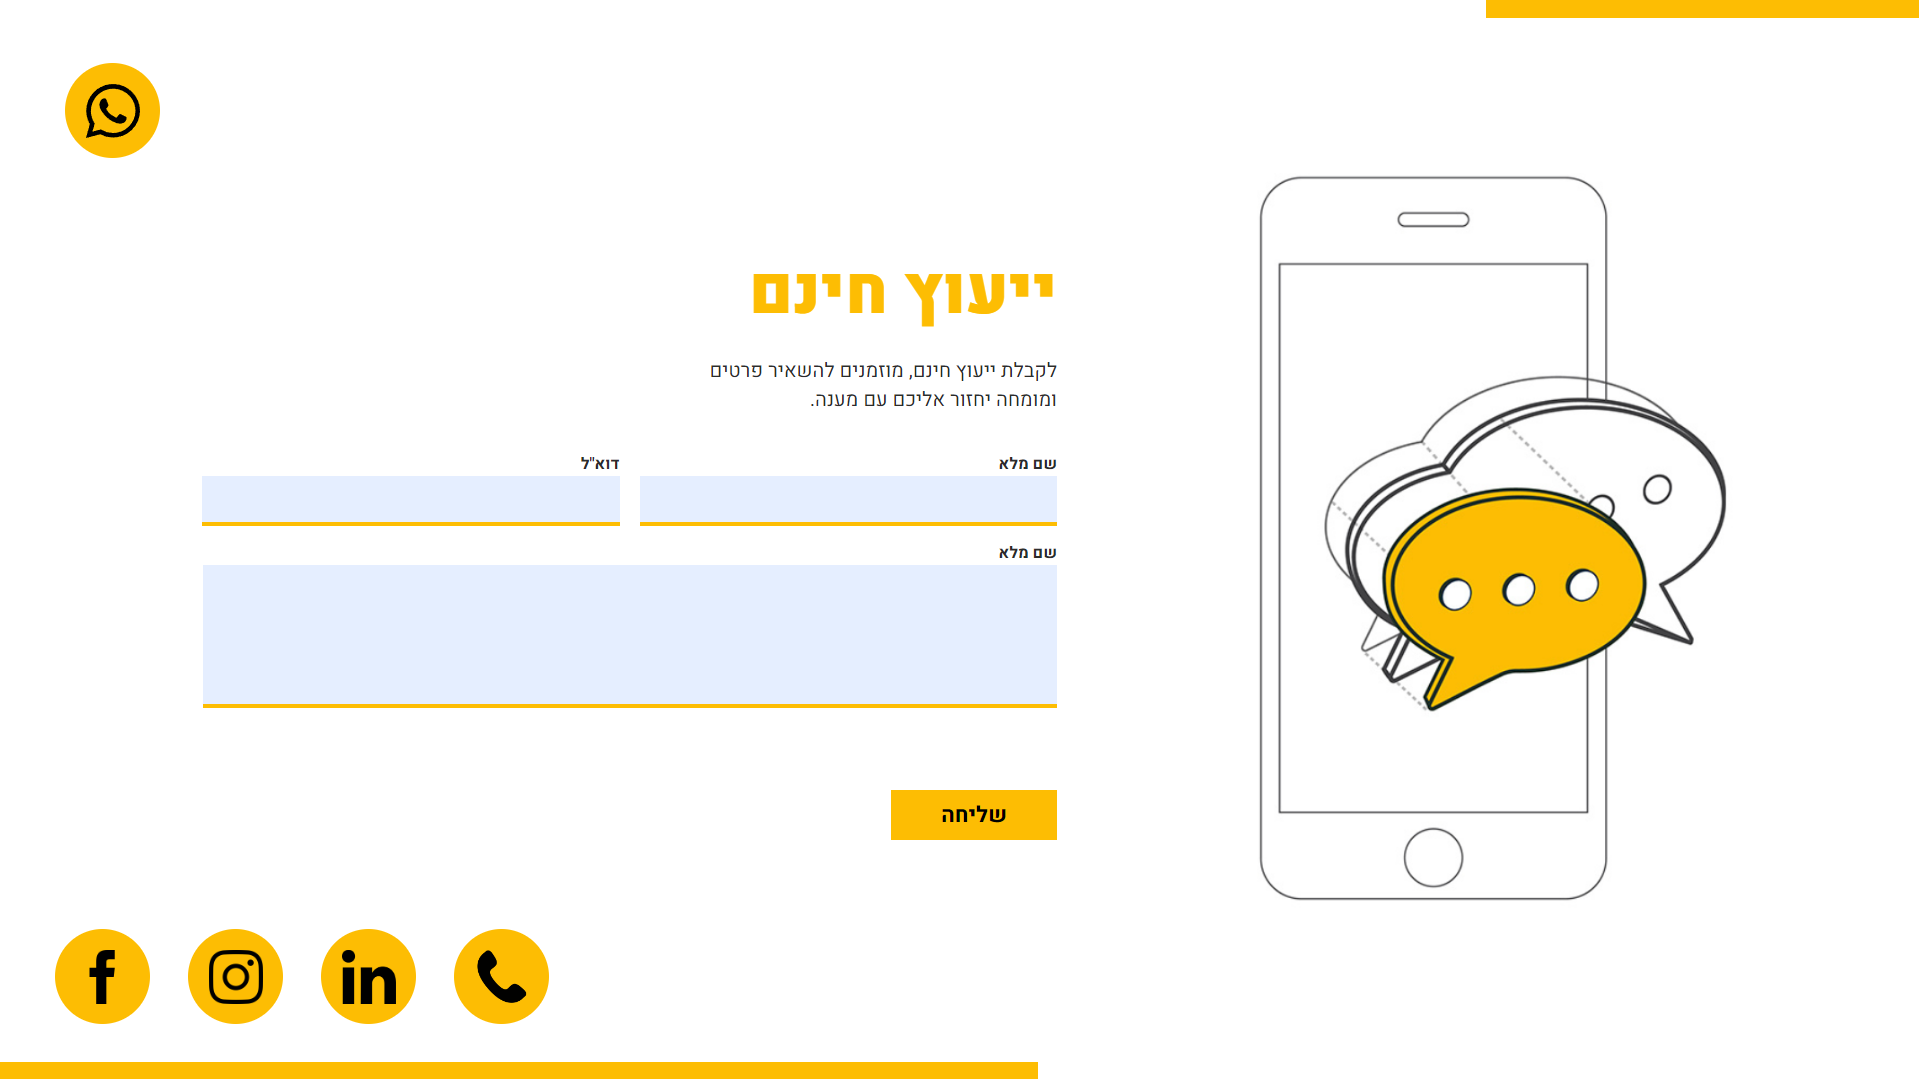 ייעוץ חינם
לקבלת ייעוץ חינם, מוזמנים להשאיר פרטים
ומומחה יחזור אליכם עם מענה.
שם מלא
דוא"ל
שם מלא
שליחה